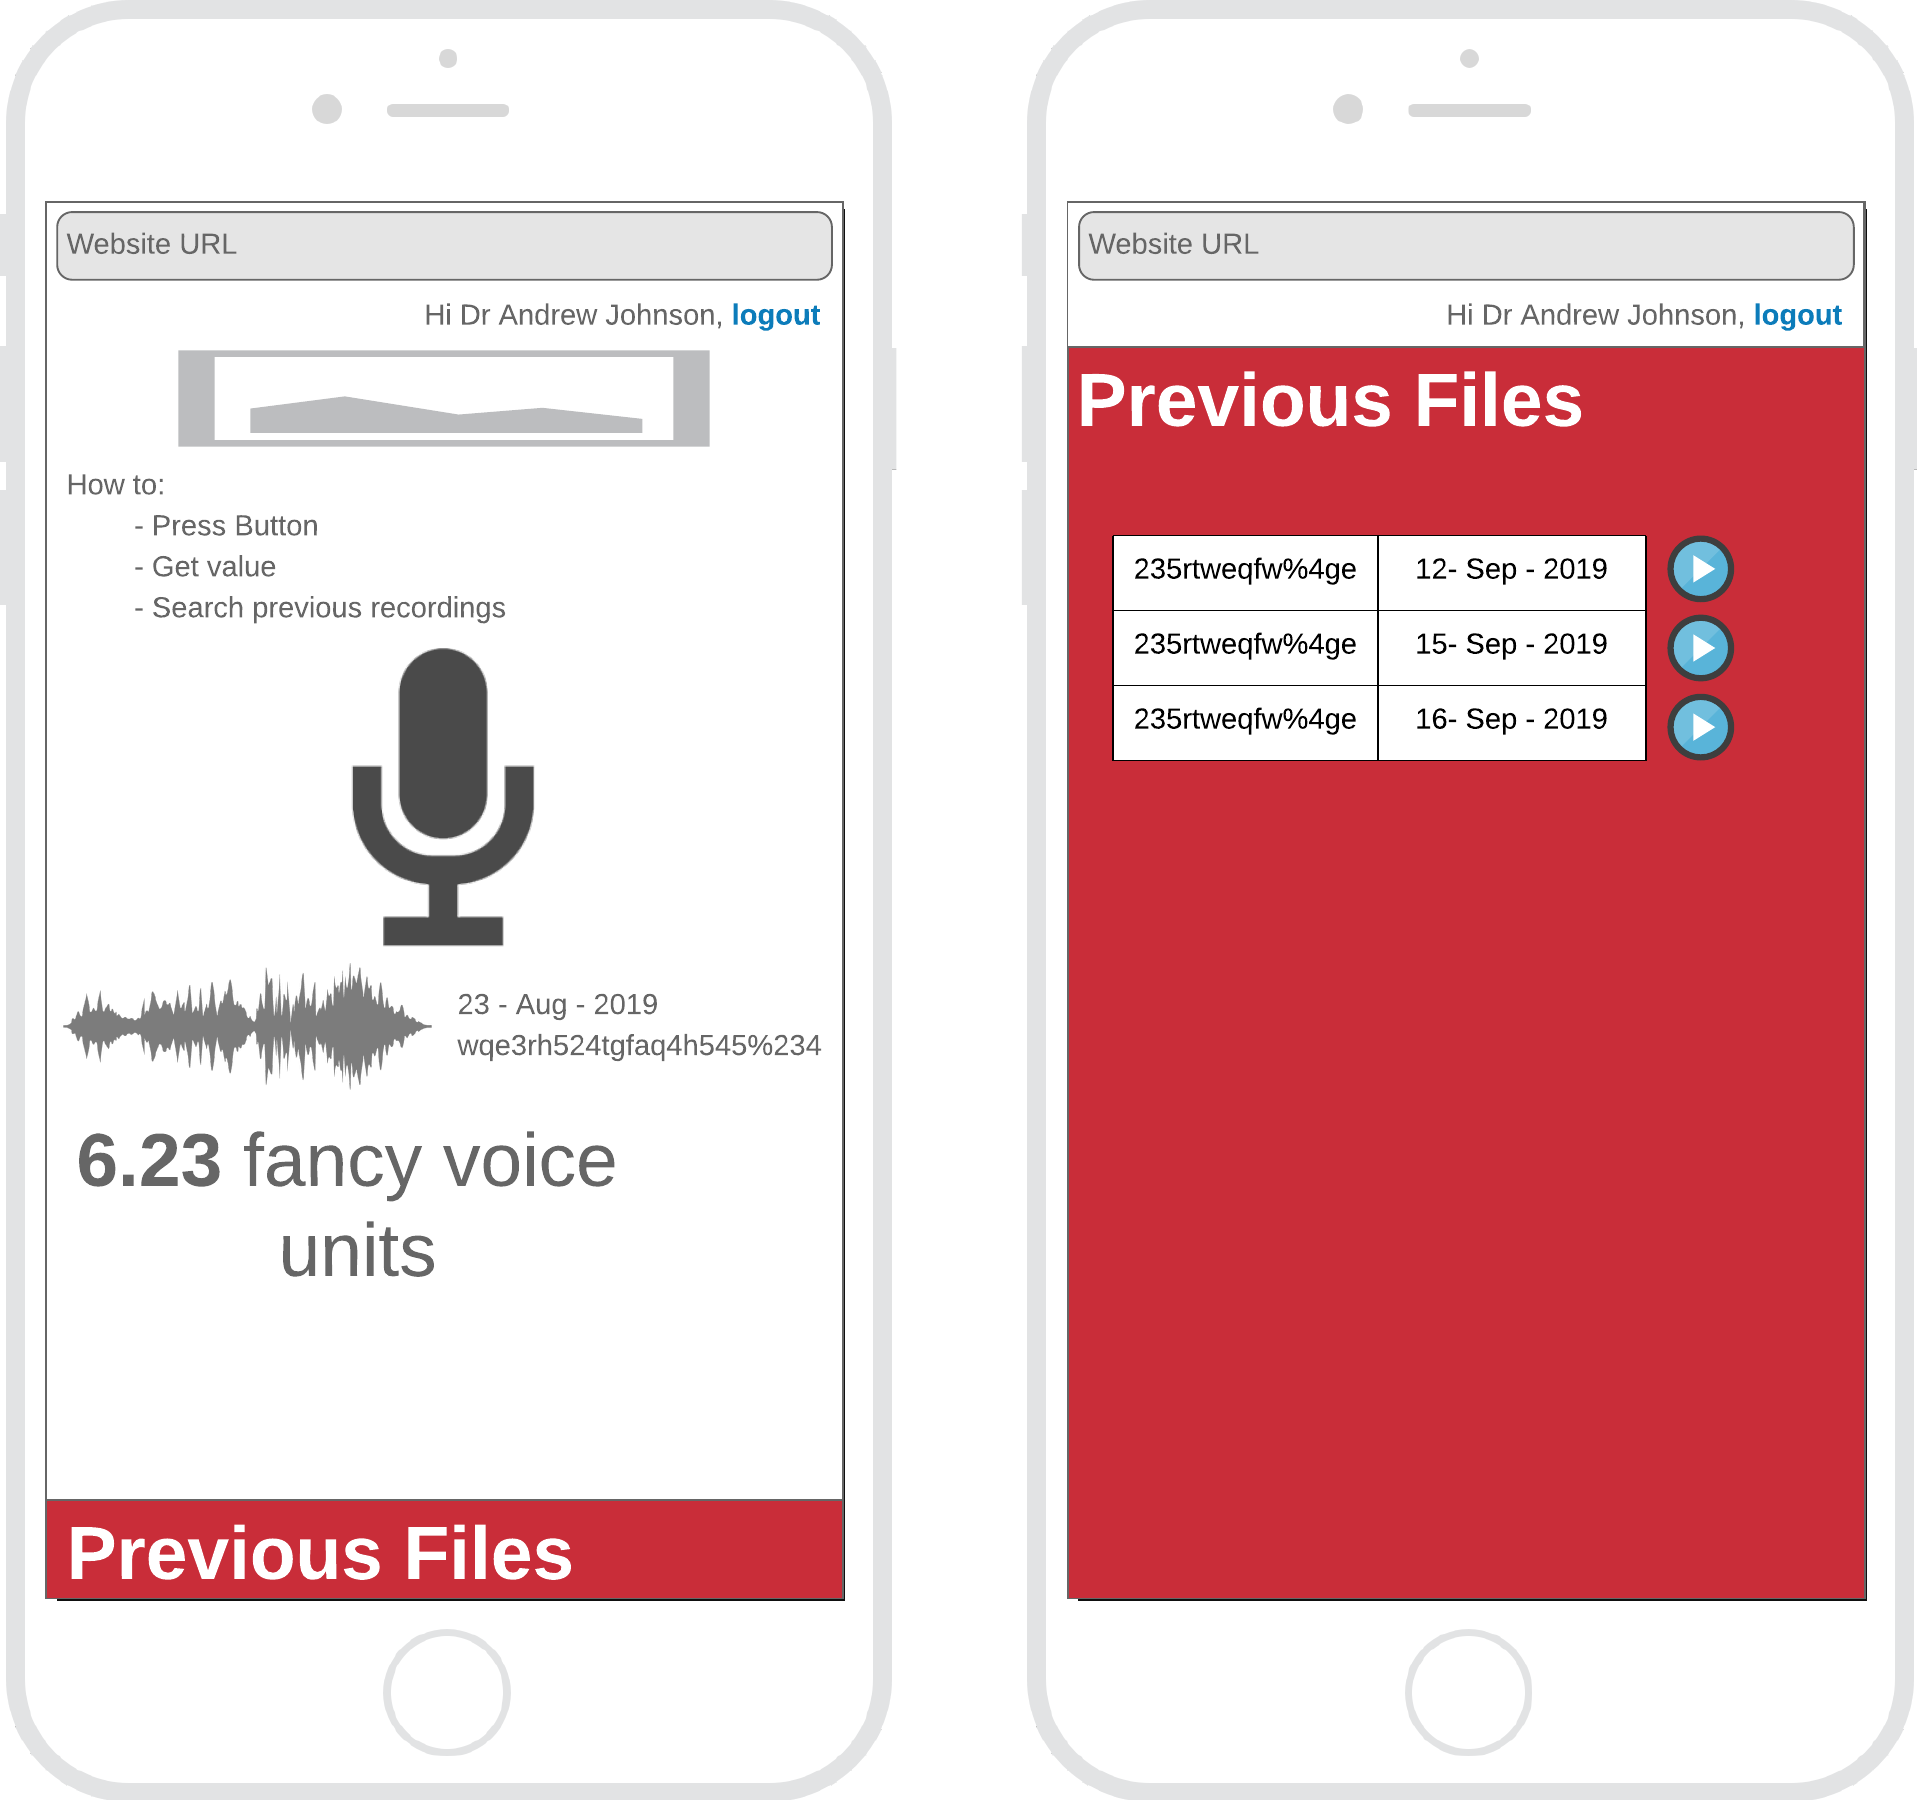 Website URL
Hi Dr Andrew Johnson, logout
How to:
- Press Button
- Get value
- Search previous recordings
23 - Aug - 2019
wqe3rh524tgfaq4h545%234
6.23 fancy voice
units
Previous Files
Website URL
Hi Dr Andrew Johnson, logout
Previous Files
235rtweqfw%4ge 12- Sep - 2019
235rtweqfw%4ge 15- Sep - 2019
235rtweqfw%4ge 16- Sep - 2019